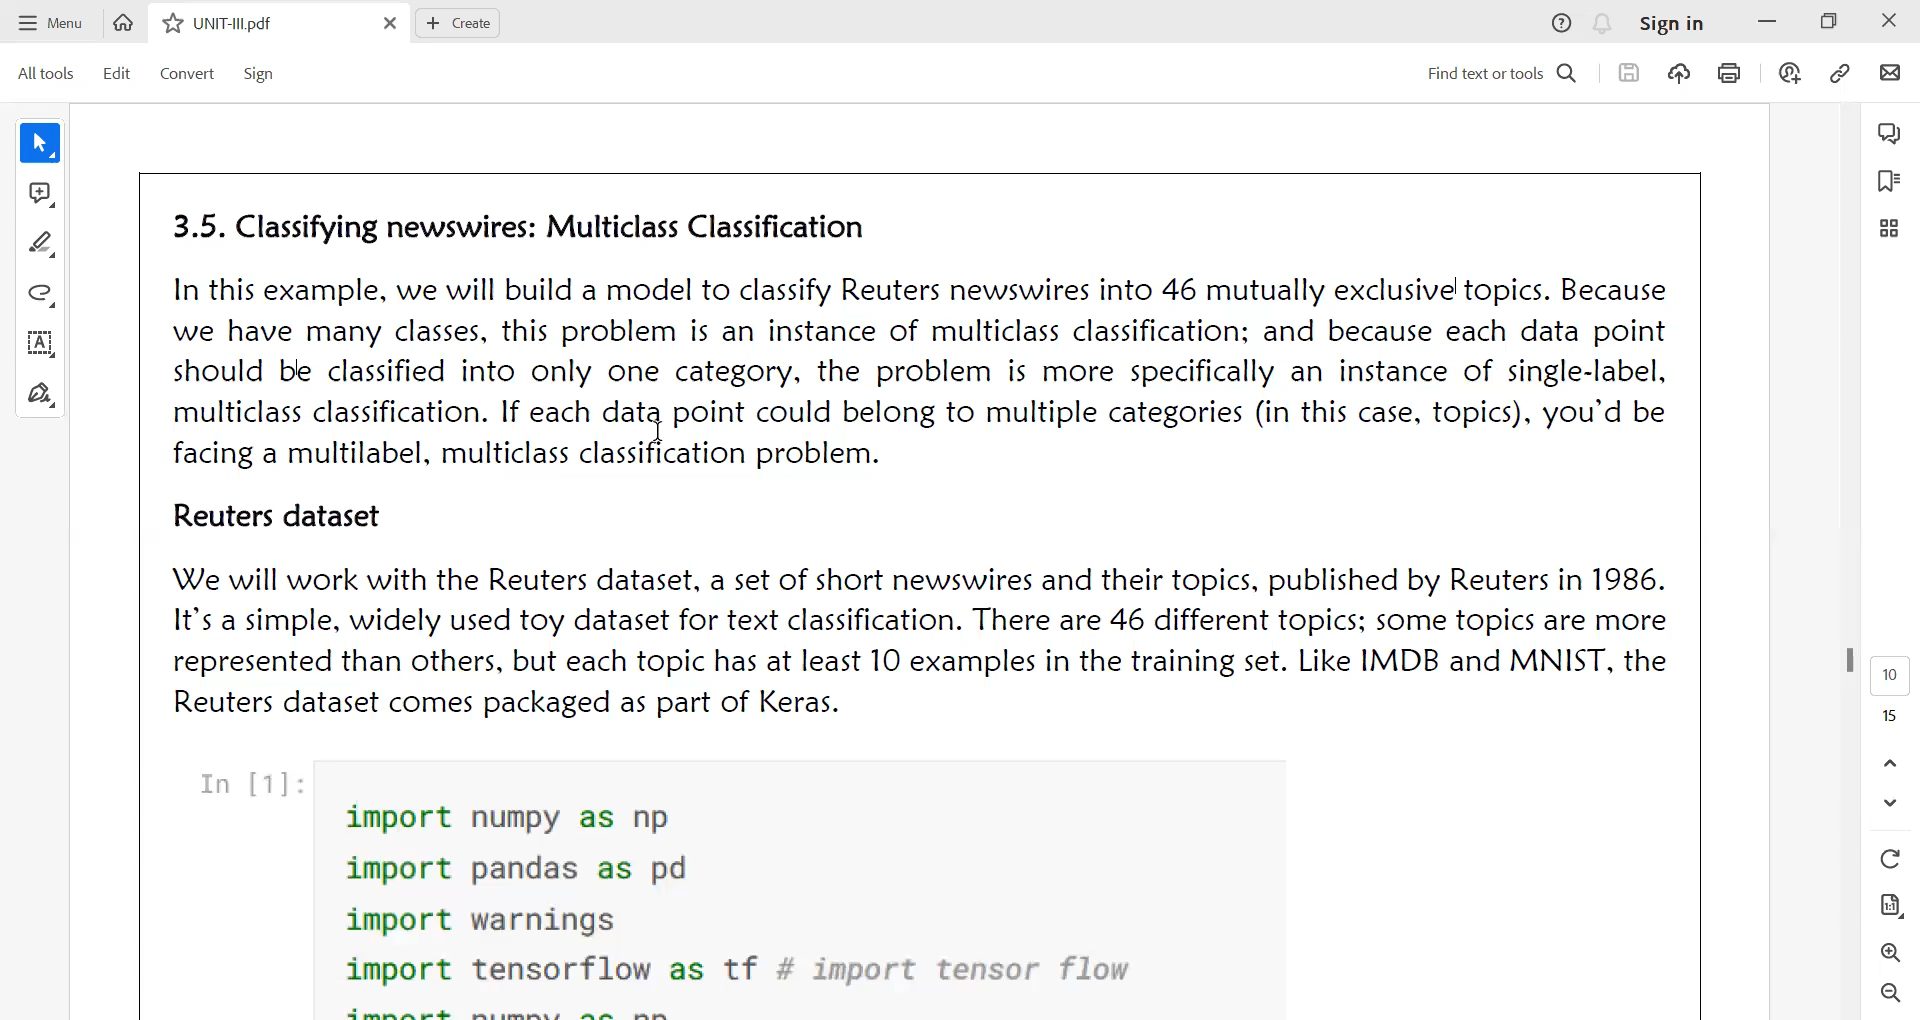 Menu
UNIT-III.pdf
Create
Sign in
All tools
Edit
Convert
Sign
Find text or tools
3.5. Classifying newswires: Multiclass Classification
In this example, we will build a model to classify Reuters newswires into 46 mutually exclusive topics. Because
we have many classes, this problem is an instance of multiclass classification; and because each data point
should be classified into only one category, the problem is more specifically an instance of single-label,
multiclass classification. If each data point could belong to multiple categories (in this case, topics), you'd be
facing a multilabel, multiclass classification problem.
Reuters dataset
We will work with the Reuters dataset, a set of short newswires and their topics, published by Reuters in 1986.
It's a simple, widely used toy dataset for text classification. There are 46 different topics; some topics are more
represented than others, but each topic has at least 10 examples in the training set. Like IMDB and MNIST, the
Reuters dataset comes packaged as part of Keras.
In [1]:
import numpy as np
import pandas as pd
import warnings
import tensorflow as tf # import tensor flow
import numpy as np
10
15